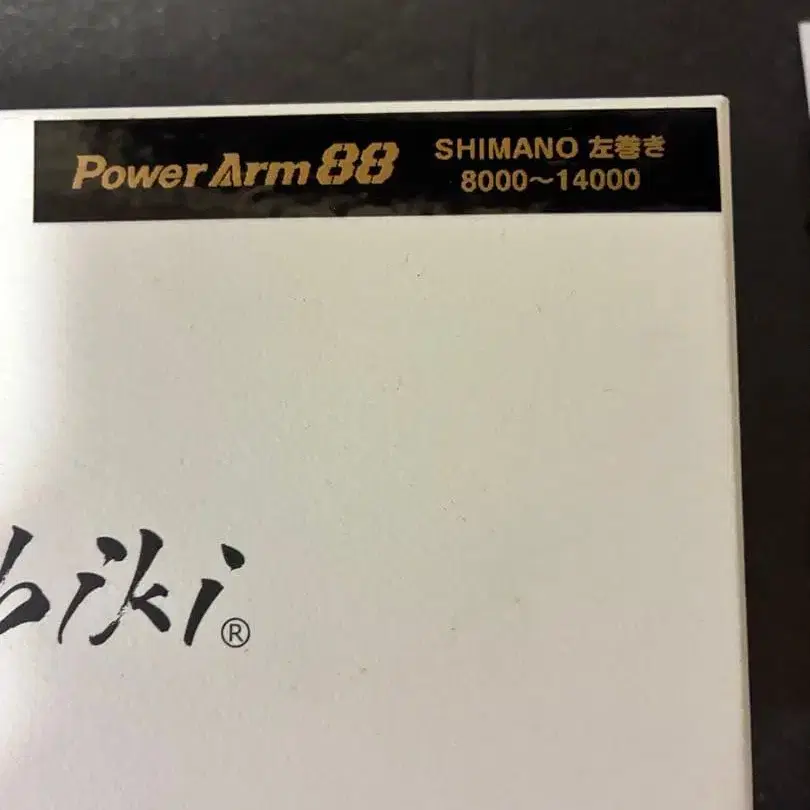 Power Arm 88
SHIMANO 左巻き
8000～14000
biki®